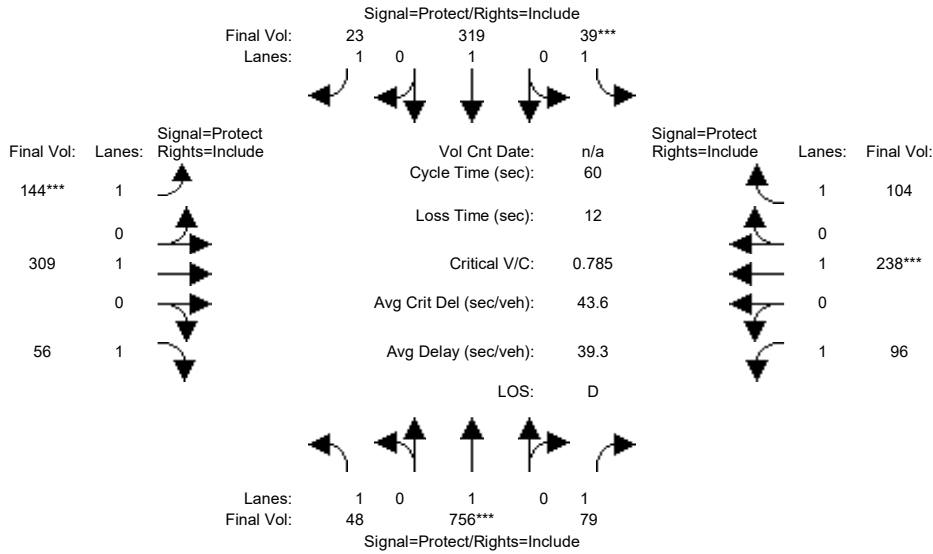 Signal=Protect/Rights=Include
Final Vol: 23 319 39***
Lanes: 1 0 1 0 1
Signal=Protect Signal=Protect
Final Vol: Lanes: Rights=Include Vol Cnt Date: n/a Rights=Include Lanes: Final Vol:
Cycle Time (sec): 60
144*** 1 1 104
Loss Time (sec): 12
0 0
309 1 Critical V/C: 0.785 1 238***
0 Avg Crit Del (sec/veh): 43.6 0
56 1 Avg Delay (sec/veh): 39.3 1 96
LOS: D
Lanes: 1 0 1 0 1
Final Vol: 48 756*** 79
Signal=Protect/Rights=Include